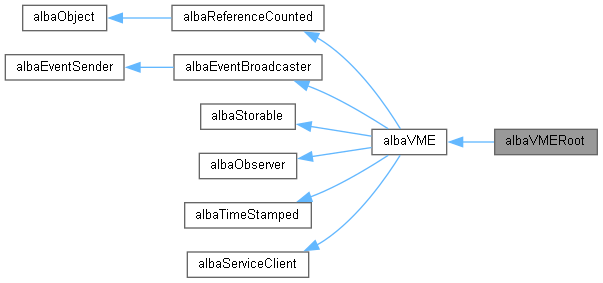 albaObject
albaReferenceCounted
albaEventSender
albaEventBroadcaster
albaStorable
albaVME
albaVMERoot
albaObserver
albaTimeStamped
albaServiceClient